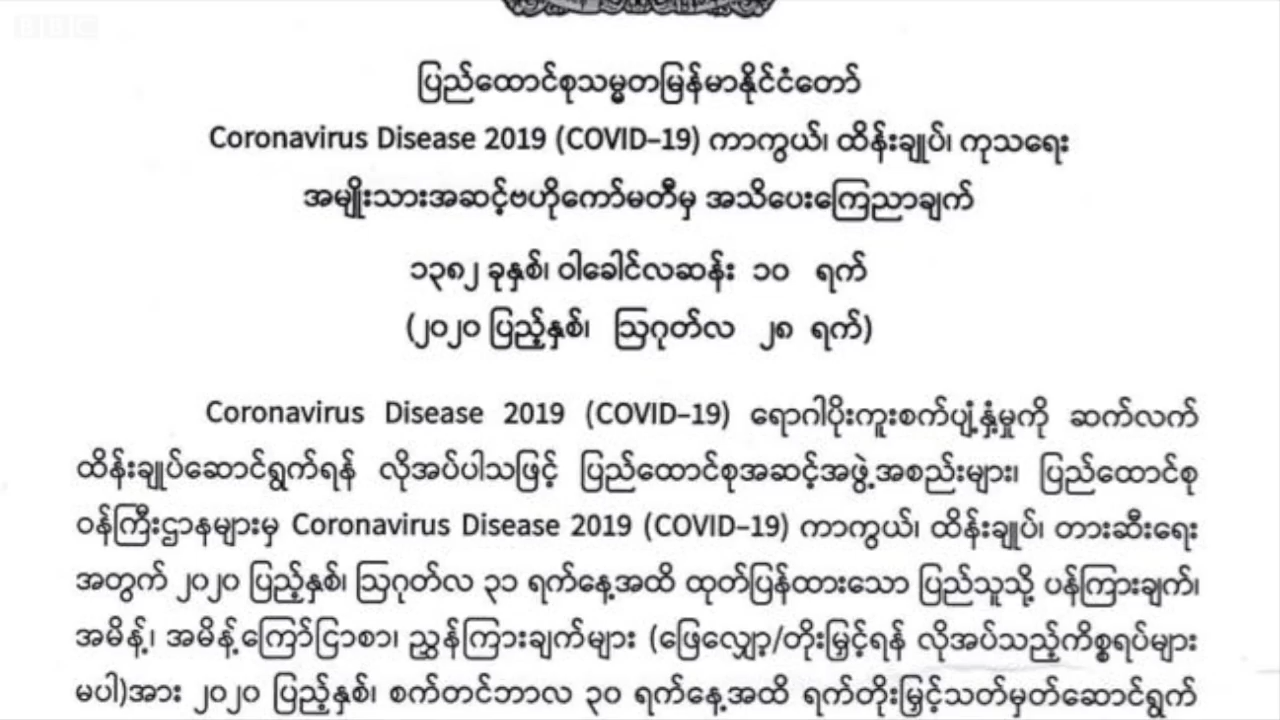 BBC
ပြည်ထောင်စုသမ္မတမြန်မာနိုင်ငံတော်
Coronavirus Disease 2019 (COVID–19) ကာကွယ်၊ ထိန်းချုပ်၊ ကုသရေး
အမျိုးသားအဆင့်ဗဟိုကော်မတီမှ အသိပေးကြေညာချက်
၁၃၈၂ ခုနှစ်၊ ဝါခေါင်လဆန်း ၁၀ ရက်
(၂၀၂၀ ပြည့်နှစ်၊ ဩဂုတ်လ ၂၈ ရက်)
Coronavirus Disease 2019 (COVID–19) ရောဂါပိုးကူးစက်ပျံ့နှံ့မှုကို ဆက်လက်
ထိန်းချုပ်ဆောင်ရွက်ရန် လိုအပ်ပါသဖြင့် ပြည်ထောင်စုအဆင့်အဖွဲ့အစည်းများ၊ ပြည်ထောင်စု
ဝန်ကြီးဌာနများမှ Coronavirus Disease 2019 (COVID–19) ကာကွယ်၊ ထိန်းချုပ်၊ တားဆီးရေး
အတွက် ၂၀၂၀ ပြည့်နှစ်၊ ဩဂုတ်လ ၃၁ ရက်နေ့အထိ ထုတ်ပြန်ထားသော ပြည်သူသို့ ပန်ကြားချက်၊
အမိန့်၊ အမိန့်ကြော်ငြာစာ၊ ညွှန်ကြားချက်များ (ဖြေလျှော့/တိုးမြှင့်ရန် လိုအပ်သည့်ကိစ္စရပ်များ
မပါ)အား ၂၀၂၀ ပြည့်နှစ်၊ စက်တင်ဘာလ ၃၀ ရက်နေ့အထိ ရက်တိုးမြှင့်သတ်မှတ်ဆောင်ရွက်